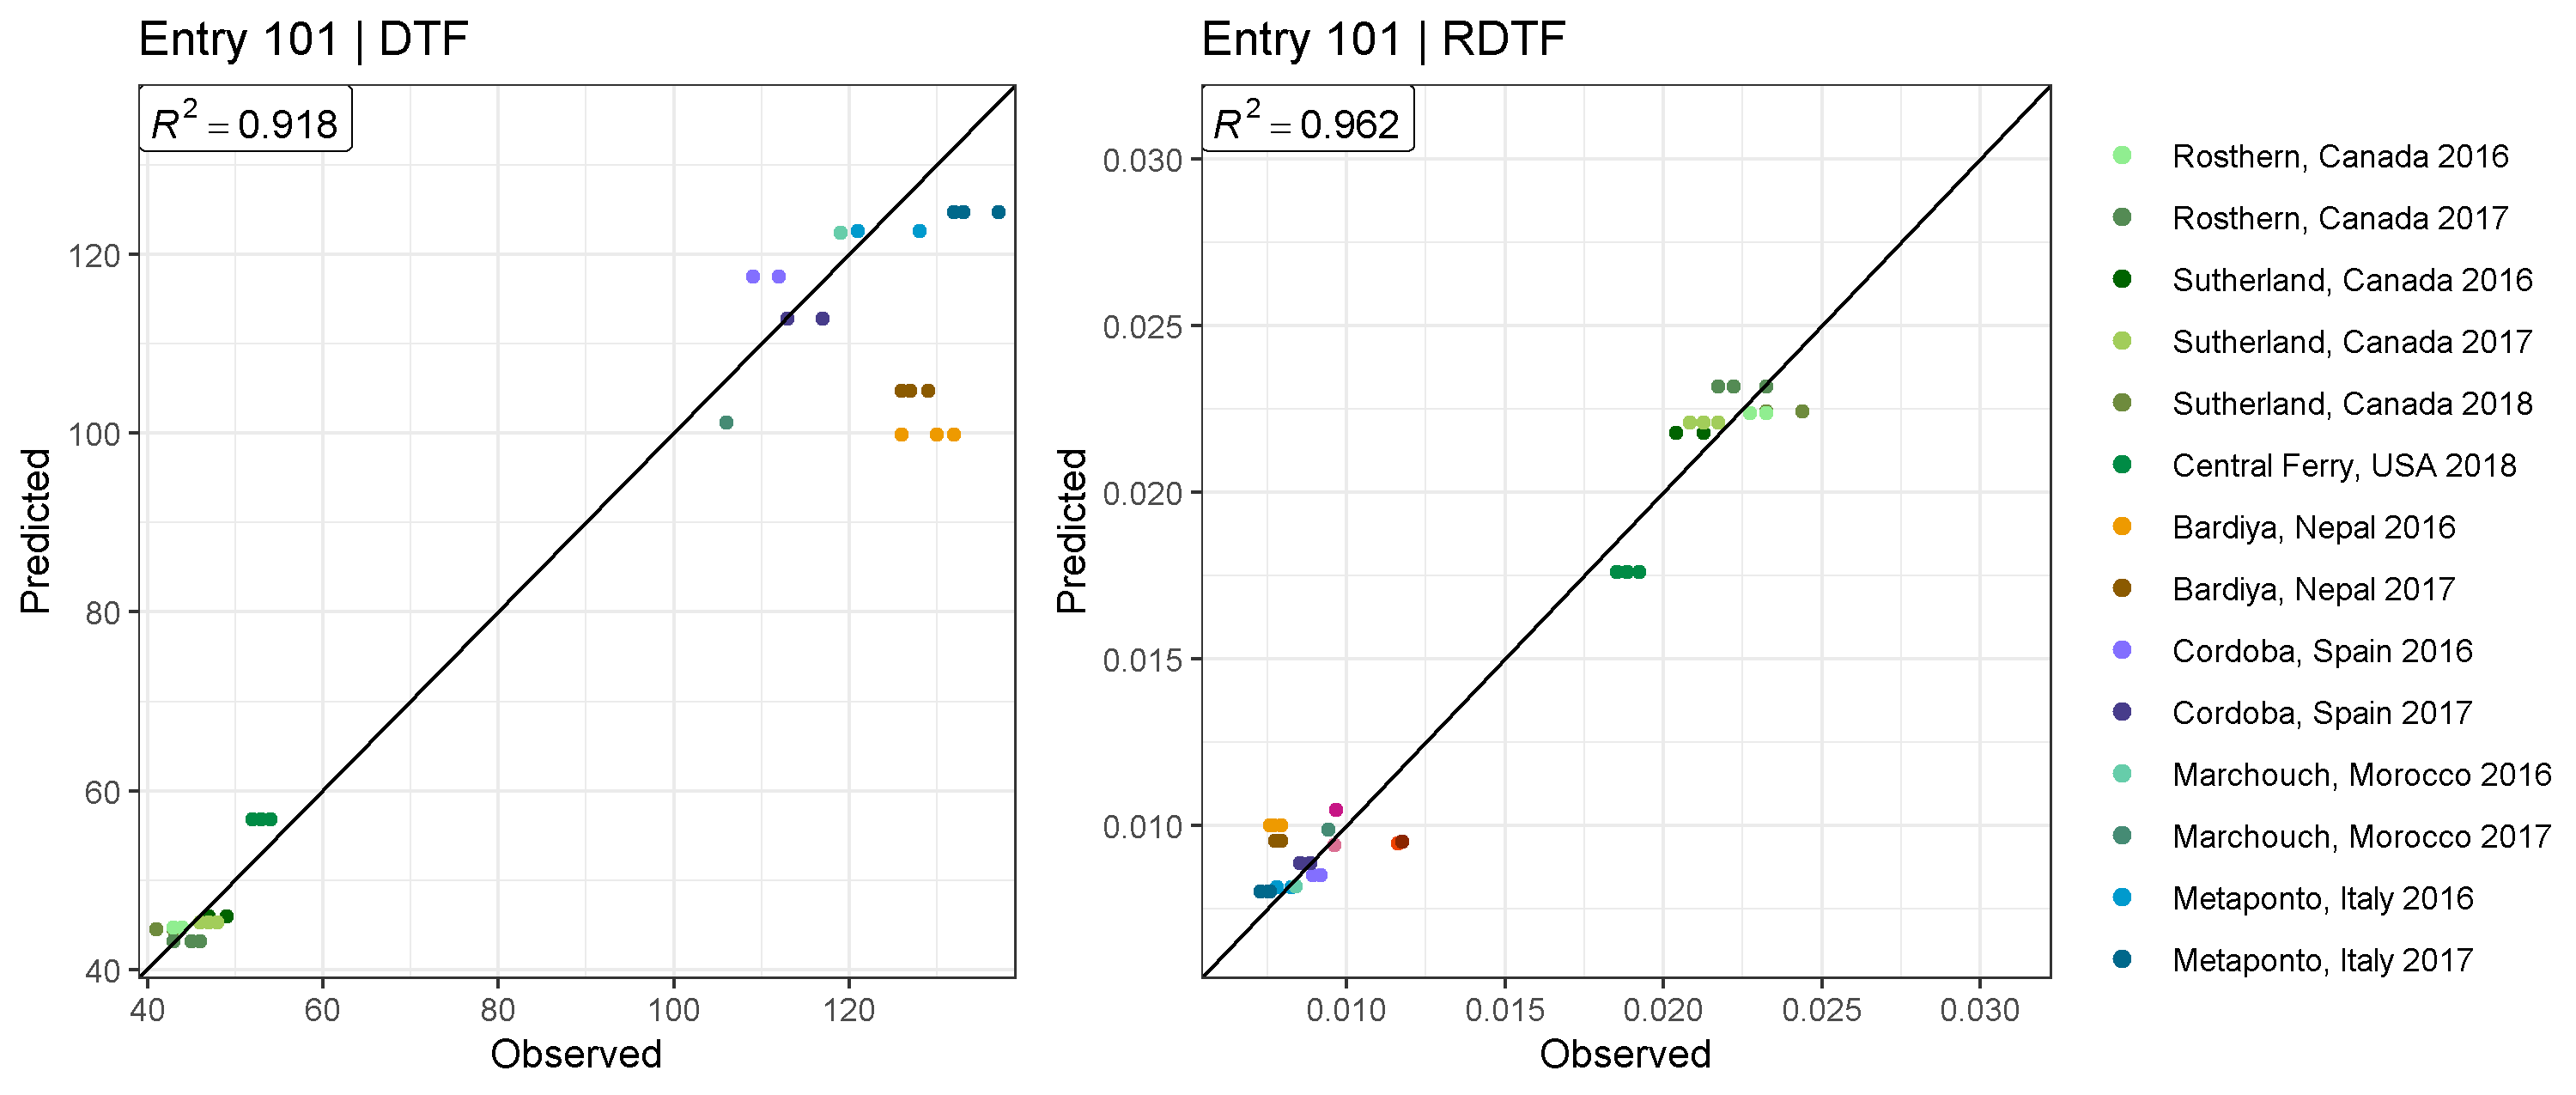 Entry 101 | DTF
R² = 0.918
120
100
80
60
40
40 60 80 100 120
Predicted
Observed
Entry 101 | RDTF
R² = 0.962
0.030
0.025
0.020
0.015
0.010
0.010 0.015 0.020 0.025 0.030
Predicted
Observed
Rosthern, Canada 2016
Rosthern, Canada 2017
Sutherland, Canada 2016
Sutherland, Canada 2017
Sutherland, Canada 2018
Central Ferry, USA 2018
Bardiya, Nepal 2016
Bardiya, Nepal 2017
Cordoba, Spain 2016
Cordoba, Spain 2017
Marchouch, Morocco 2016
Marchouch, Morocco 2017
Metaponto, Italy 2016
Metaponto, Italy 2017